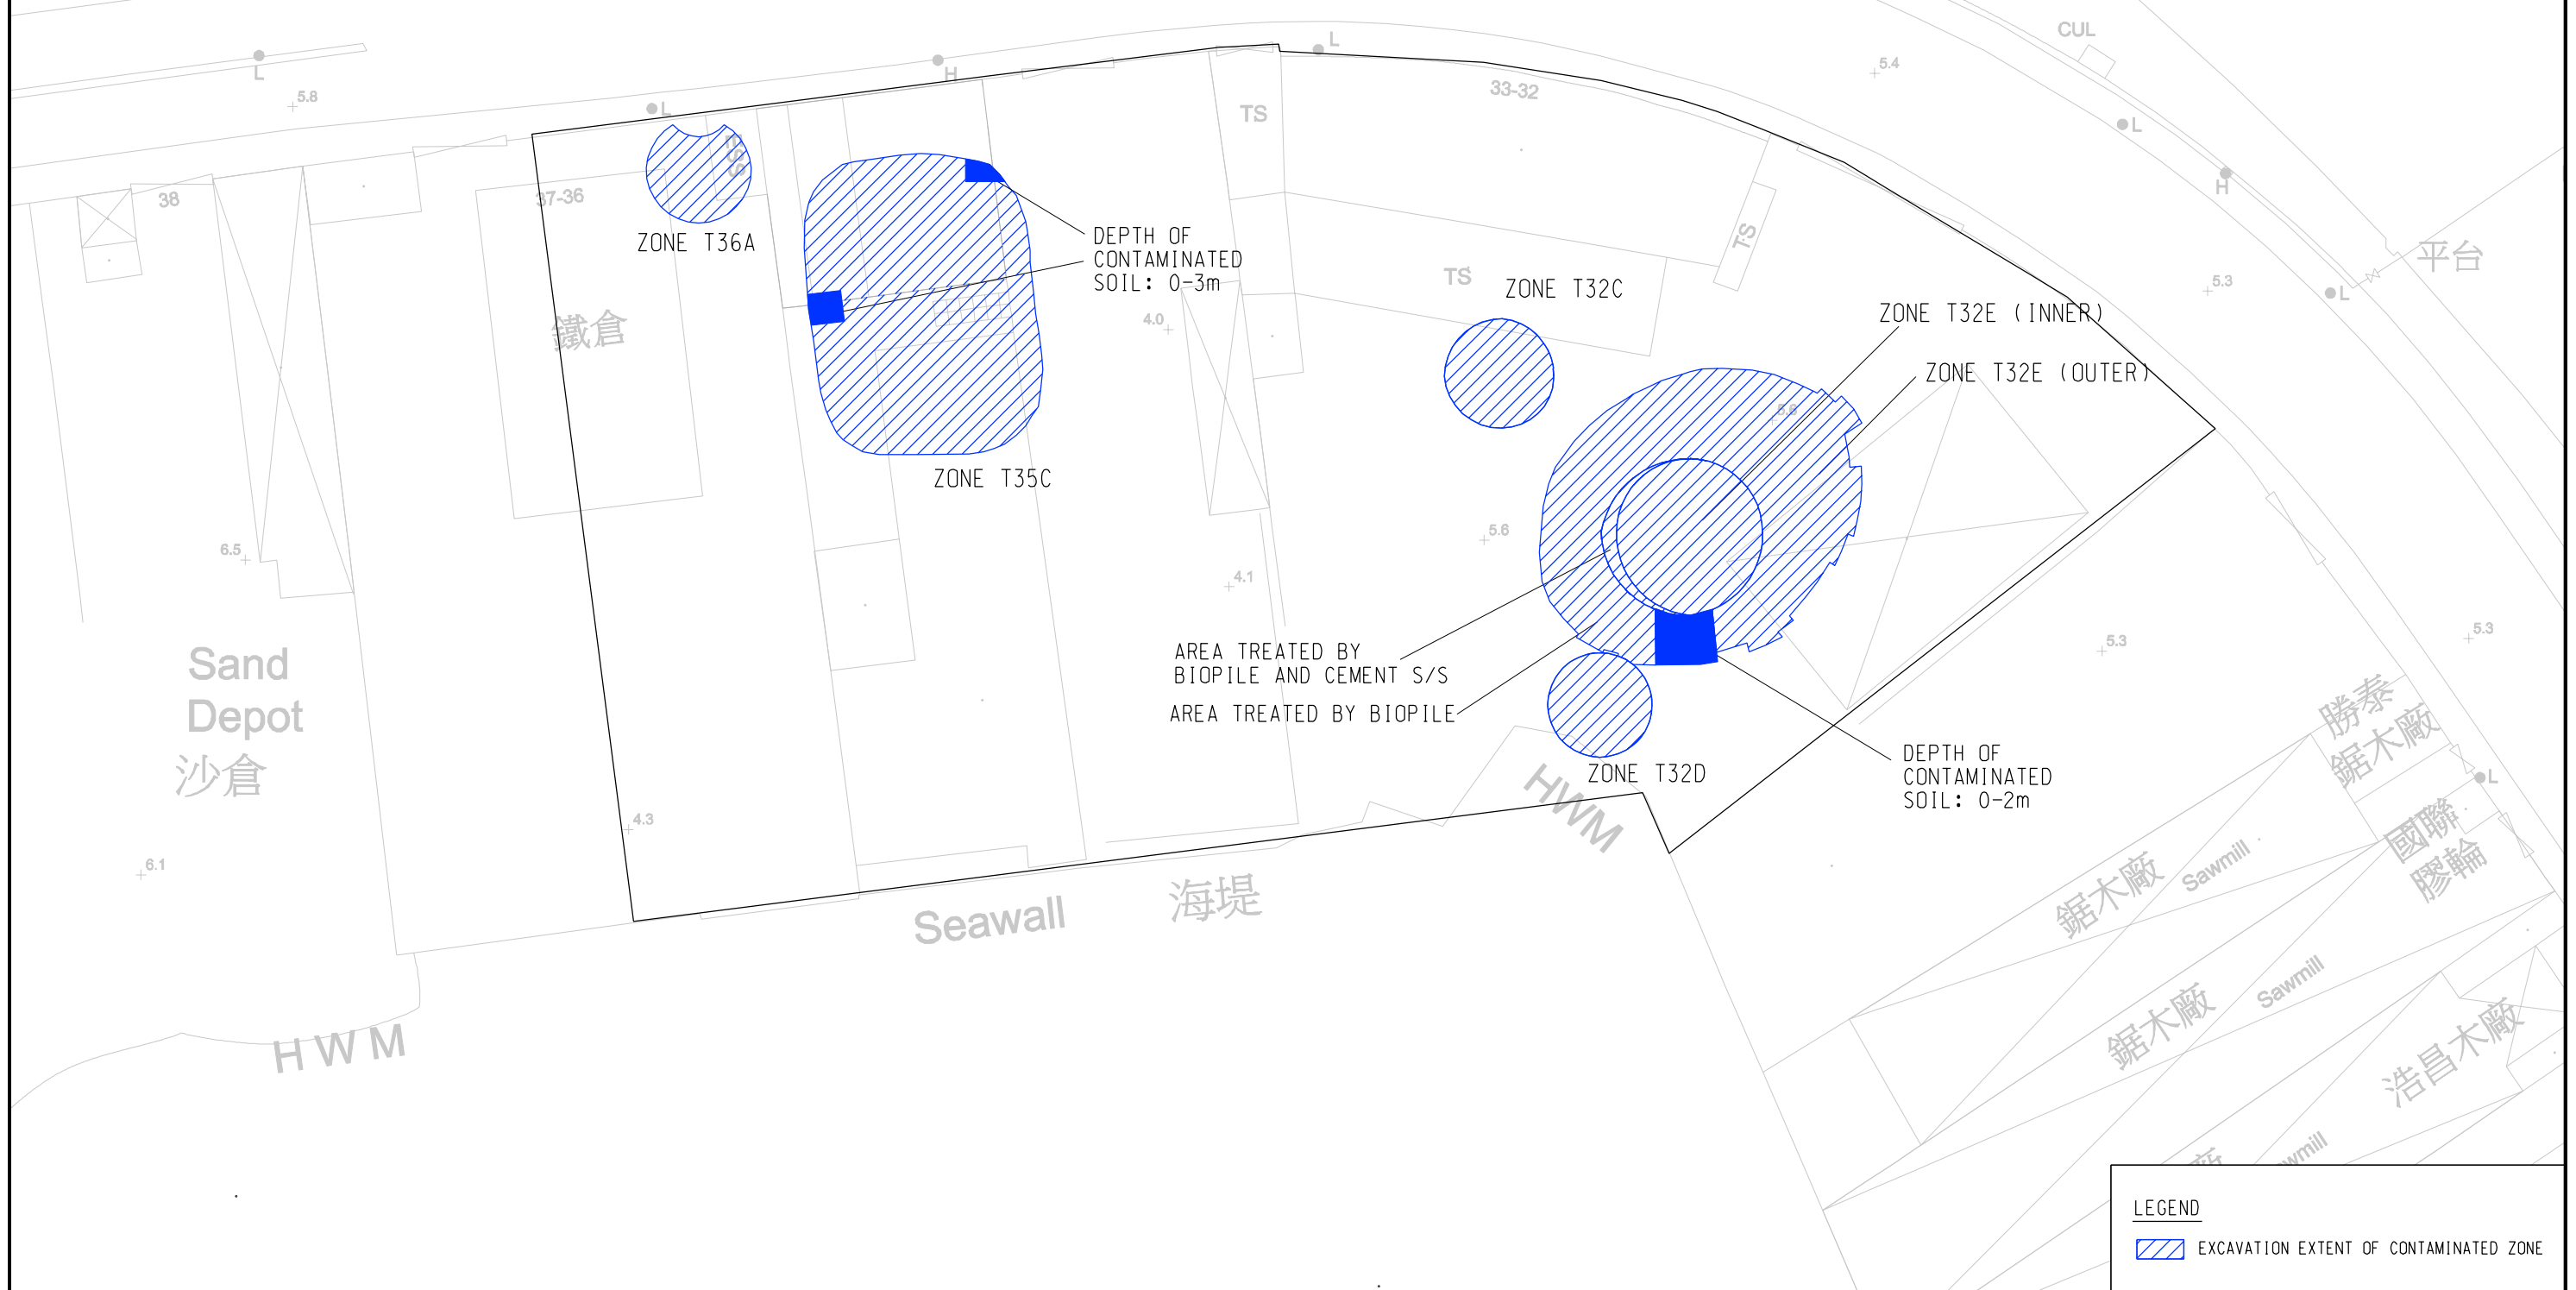 L
5.8
L
H
L
TS
33-32
5.4
CUL
L
H
38
37-36
ESS
ZONE T36A
DEPTH OF
CONTAMINATED
SOIL: 0-3m
TS
TS
平台
5.3
L
ZONE T32C
ZONE T32E (INNER)
ZONE T32E (OUTER)
鐵倉
4.0
5.6
ZONE T35C
6.5
5.6
4.1
Sand
Depot
沙倉
AREA TREATED BY
BIOPILE AND CEMENT S/S
AREA TREATED BY BIOPILE
5.3
5.3
ZONE T32D
DEPTH OF
CONTAMINATED
SOIL: 0-2m
勝泰
鋸木廠
L
HWM
4.3
6.1
Seawall
海堤
國聯
膠輪
鋸木廠
Sawmill
鋸木廠
Sawmill
浩昌木廠
HWM
LEGEND
EXCAVATION EXTENT OF CONTAMINATED ZONE